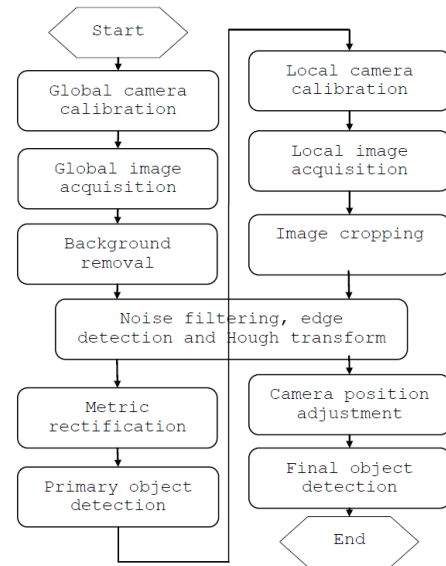 Start
Global camera
calibration
Global image
acquisition
Background
removal
Noise filtering, edge
detection and Hough transform
Metric
rectification
Primary object
detection
Local camera
calibration
Local image
acquisition
Image cropping
Camera position
adjustment
Final object
detection
End